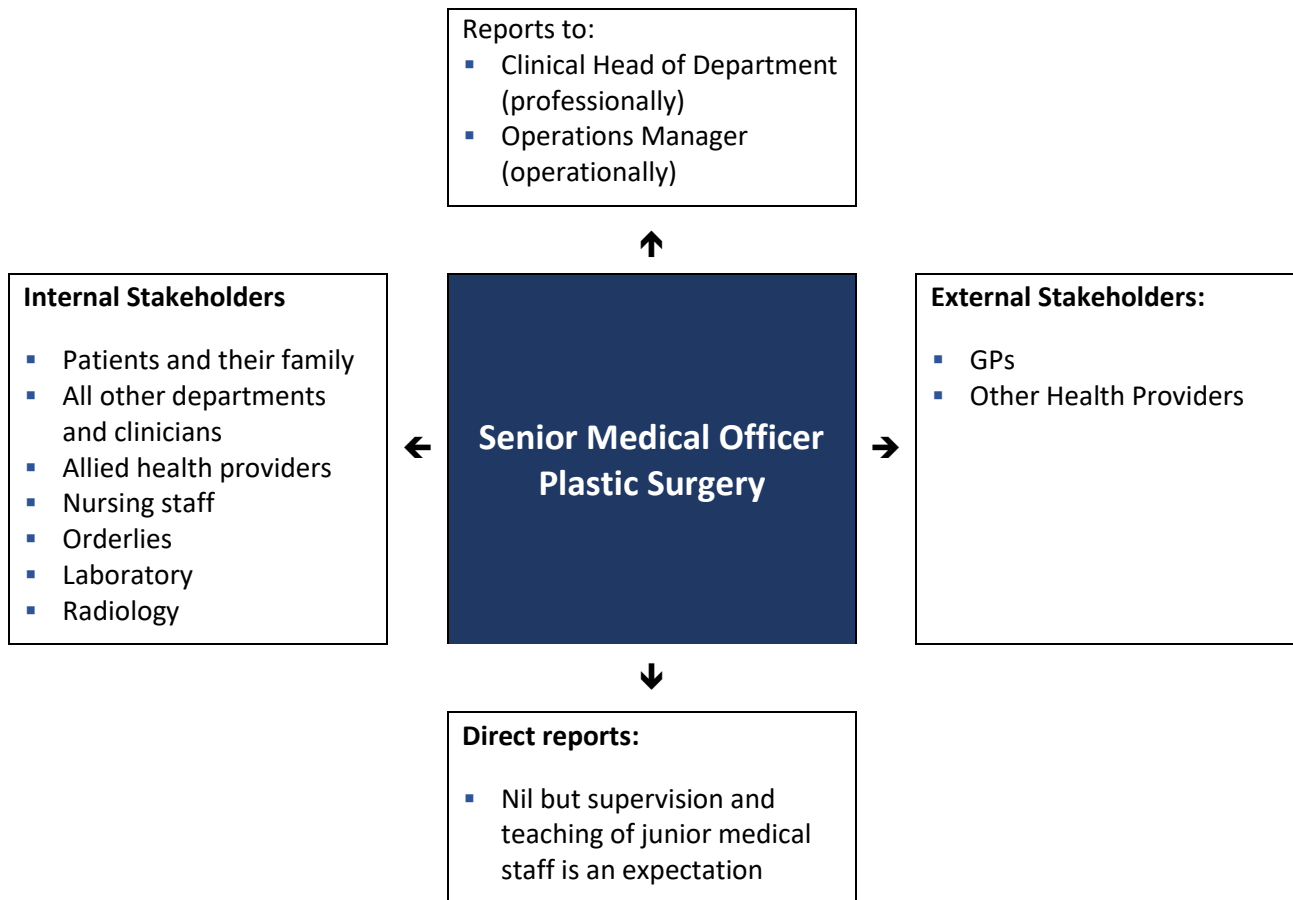 Reports to:
▪ Clinical Head of Department
(professionally)
▪ Operations Manager
(operationally)
Internal Stakeholders
▪ Patients and their family
▪ All other departments
and clinicians
▪ Allied health providers
▪ Nursing staff
▪ Orderlies
▪ Laboratory
▪ Radiology
Senior Medical Officer
Plastic Surgery
External Stakeholders:
▪ GPs
▪ Other Health Providers
Direct reports:
▪ Nil but supervision and
teaching of junior medical
staff is an expectation